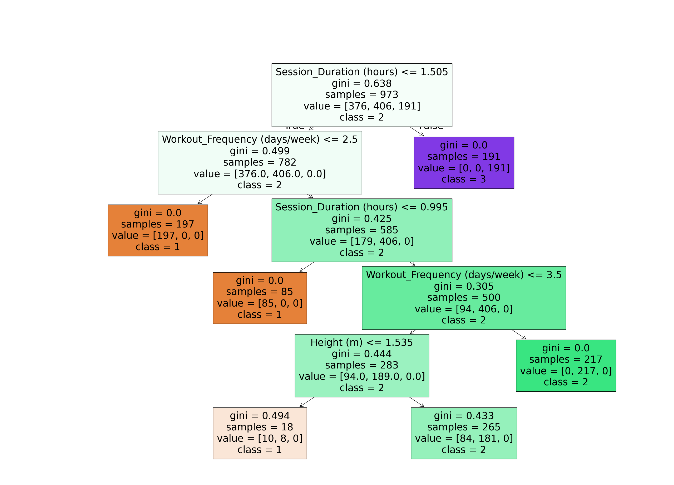 Session_Duration (hours) <= 1.505
gini = 0.638
samples = 973
value = [376, 406, 191]
class = 2
Workout_Frequency (days/week) <= 2.5
gini = 0.499
samples = 782
value = [376.0, 406.0, 0.0]
class = 2
gini = 0.0
samples = 191
value = [0, 0, 191]
class = 3
gini = 0.0
samples = 197
value = [197, 0, 0]
class = 1
Session_Duration (hours) <= 0.995
gini = 0.425
samples = 585
value = [179, 406, 0]
class = 2
gini = 0.0
samples = 85
value = [85, 0, 0]
class = 1
Workout_Frequency (days/week) <= 3.5
gini = 0.305
samples = 500
value = [94, 406, 0]
class = 2
Height (m) <= 1.535
gini = 0.444
samples = 283
value = [94.0, 189.0, 0.0]
class = 2
gini = 0.0
samples = 217
value = [0, 217, 0]
class = 2
gini = 0.494
samples = 18
value = [10, 8, 0]
class = 1
gini = 0.433
samples = 265
value = [84, 181, 0]
class = 2